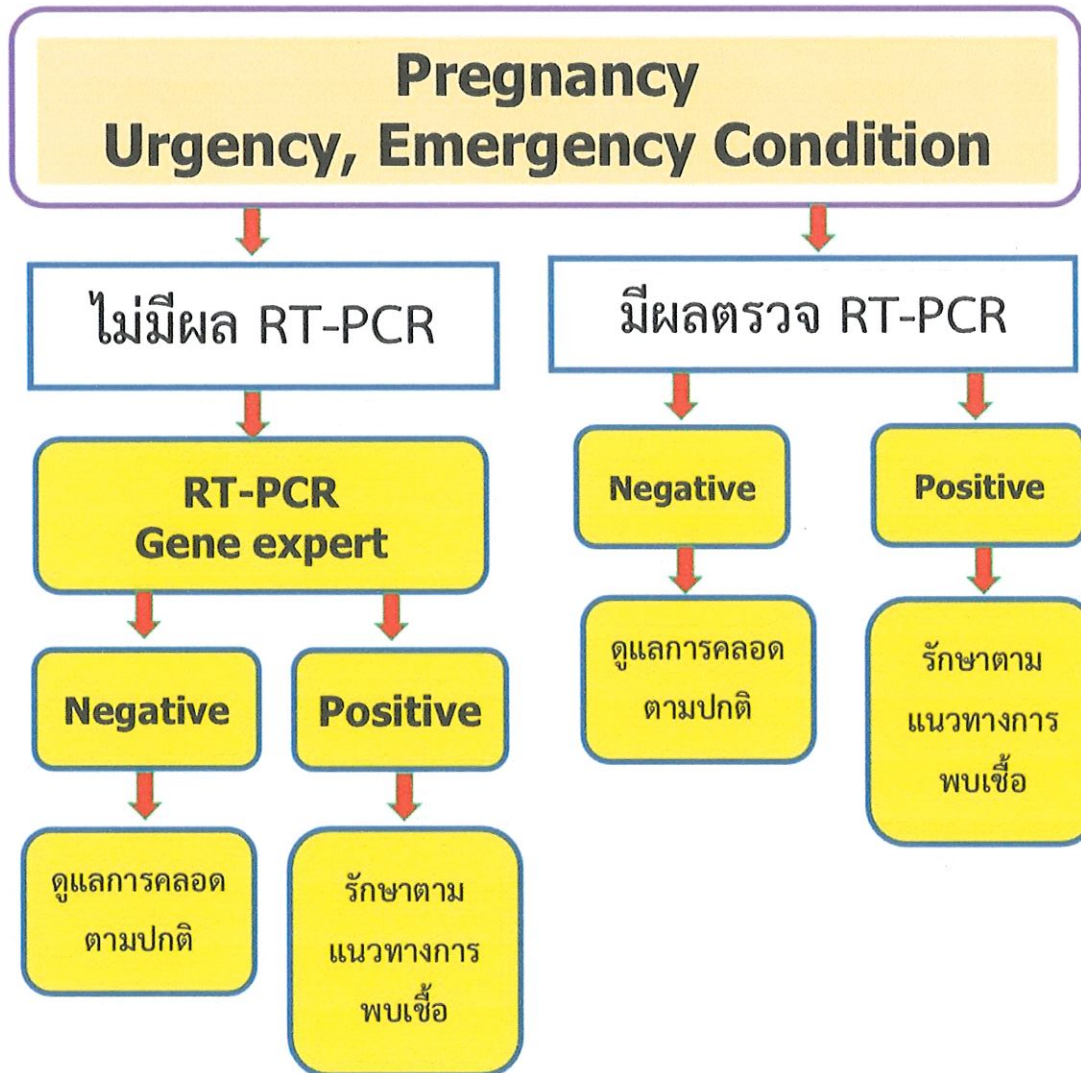 Pregnancy
Urgency, Emergency Condition
ไม่มีผล RT-PCR
มีผลตรวจ RT-PCR
RT-PCR
Gene expert
Negative
Positive
Negative
Positive
ดูแลการคลอด
ตามปกติ
รักษาตาม
แนวทางการ
พบเชื้อ
ดูแลการคลอด
ตามปกติ
รักษาตาม
แนวทางการ
พบเชื้อ